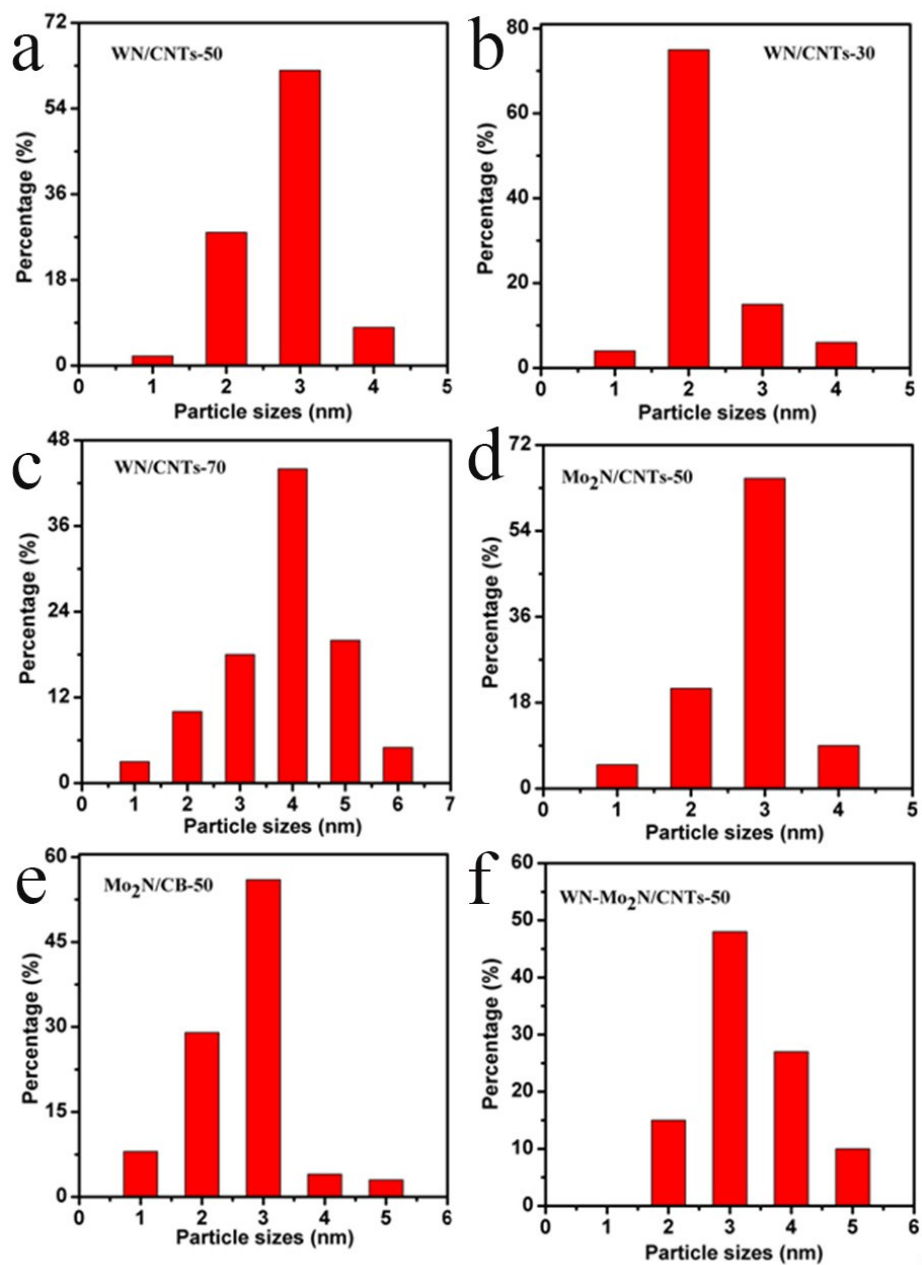 a
WN/CNTs-50
Percentage (%)
72
54
36
18
0
0 1 2 3 4 5
Particle sizes (nm)
b
WN/CNTs-30
Percentage (%)
80
60
40
20
0
0 1 2 3 4 5
Particle sizes (nm)
c
WN/CNTs-70
Percentage (%)
48
36
24
12
0
0 1 2 3 4 5 6 7
Particle sizes (nm)
d
Mo₂N/CNTs-50
Percentage (%)
72
54
36
18
0
0 1 2 3 4 5
Particle sizes (nm)
e
Mo₂N/CB-50
Percentage (%)
60
45
30
15
0
0 1 2 3 4 5 6
Particle sizes (nm)
f
WN-Mo₂N/CNTs-50
Percentage (%)
60
50
40
30
20
10
0
0 1 2 3 4 5 6
Particle sizes (nm)